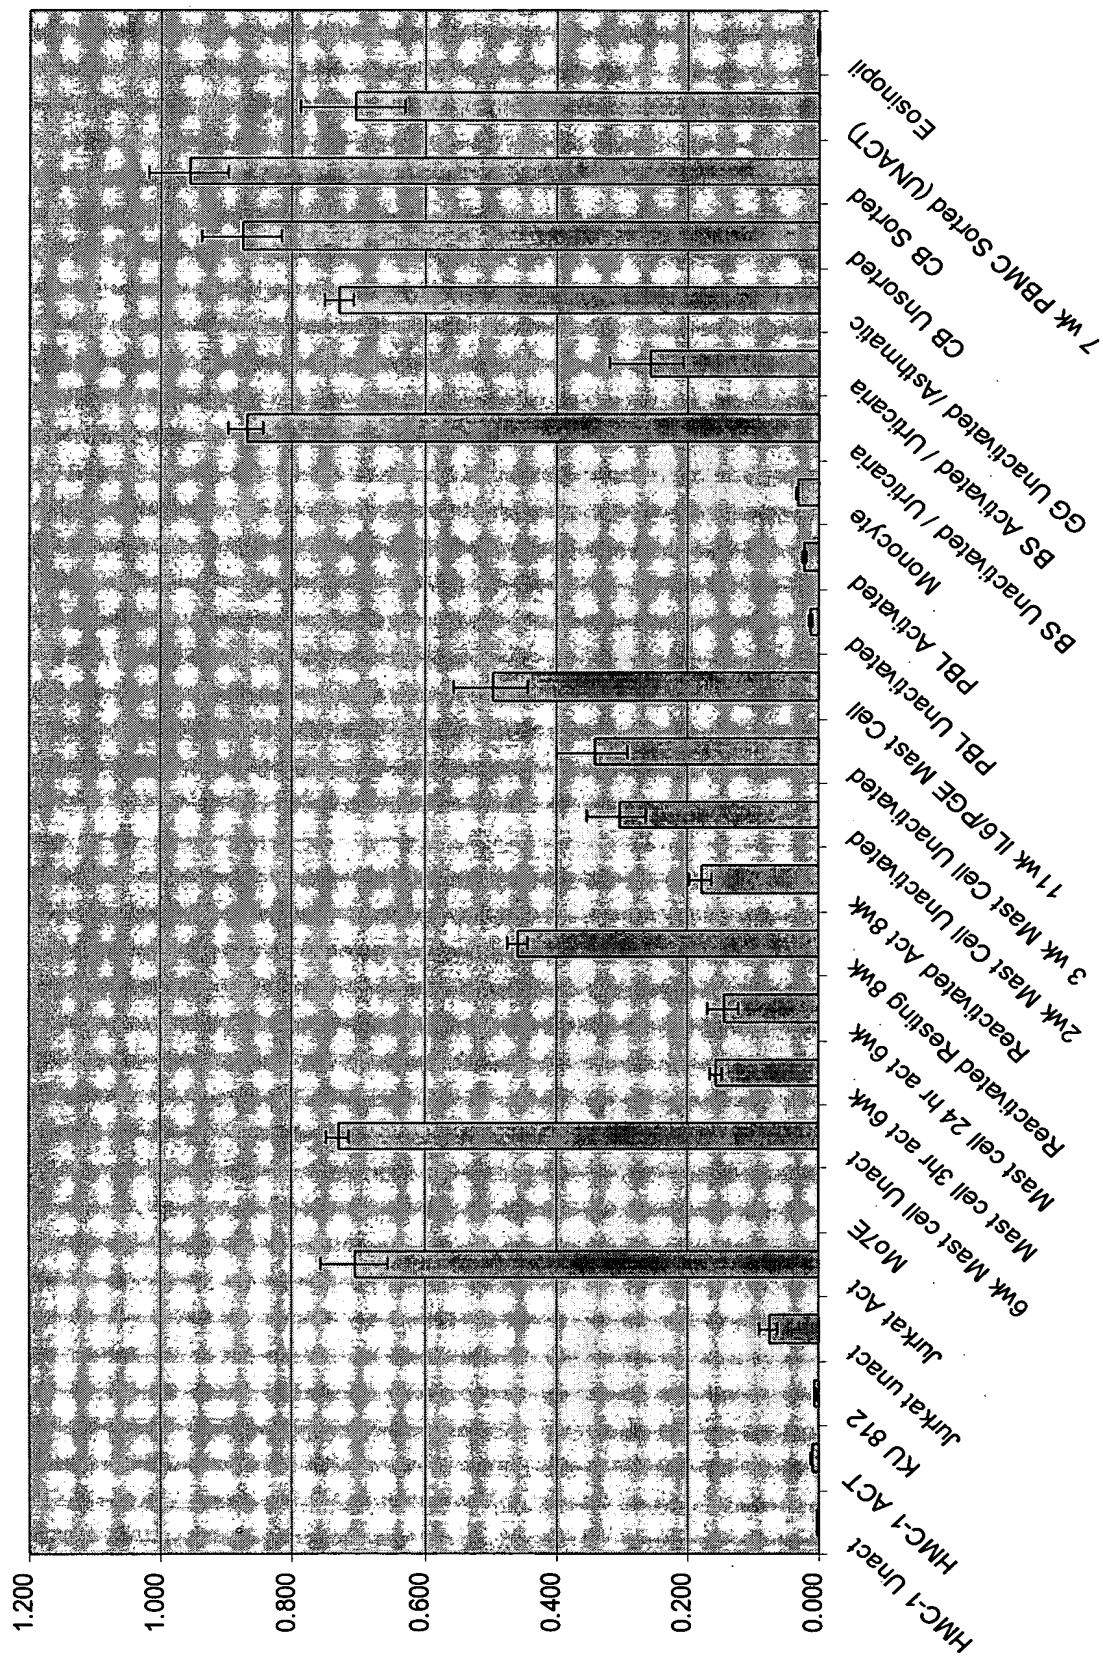 1.200
1.000
0.800
0.600
0.400
0.200
0.000
HMC-1 Unact
HMC-1 ACT
KU 812
Jurkat unact
Jurkat Act
Mo7E
6wk Mast cell Unact
Mast cell 3hr act 6wk
Mast cell 24 hr act 6wk
Reactivated Resting 8wk
Reactivated Act 8wk
2wk Mast Cell Unactivated
3 wk Mast Cell Unactivated
11wk IL6/PGE Mast Cell
PBL Unactivated
PBL Activated
Monocyte
BS Unactivated / Urticaria
BS Activated / Urticaria
GG Unactivated /Asthmatic
CB Unsorted
CB Sorted
7 wk PBMC Sorted (UNACT)
Eosinopil